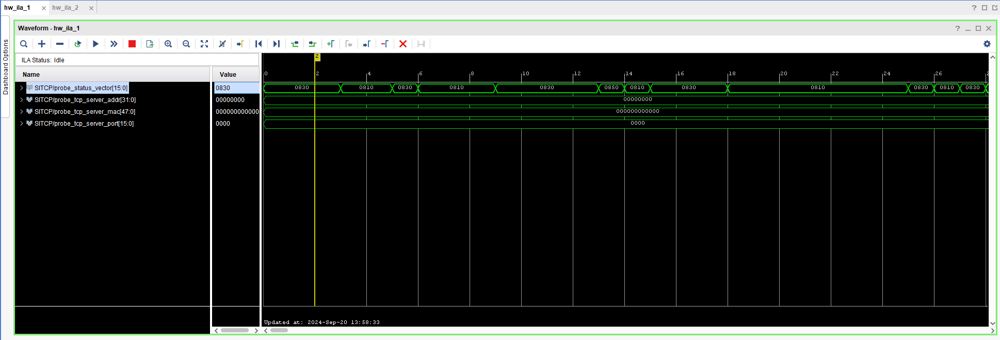 hw_ila_1 × hw_ila_2 ×
Dashboard Options
Waveform - hw_ila_1
ILA Status: Idle
Name Value
2
0 2 4 6 8 10 12 14 16 18 20 22 24 26
SITCP/probe_status_vector[15:0] 0830 0830 0810 0830 0810 0830 0850 0810 0830 0810 0830 0810 0830
SITCP/probe_tcp_server_addr[31:0] 00000000 00000000
SITCP/probe_tcp_server_mac[47:0] 000000000000 000000000000
SITCP/probe_tcp_server_port[15:0] 0000 0000
Updated at: 2024-Sep-20 13:58:33